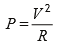 P = V²/R